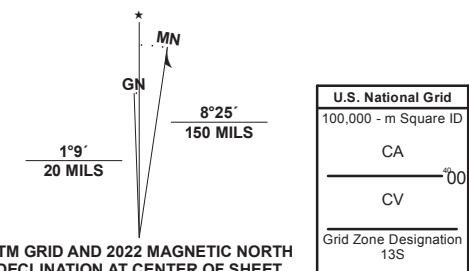 ★
MN
GN
8°25´
150 MILS
1°9´
20 MILS
TM GRID AND 2022 MAGNETIC NORTH
DECLINATION AT CENTER OF SHEET
U.S. National Grid
100,000 - m Square ID
CA
⁴⁰00
CV
Grid Zone Designation
13S